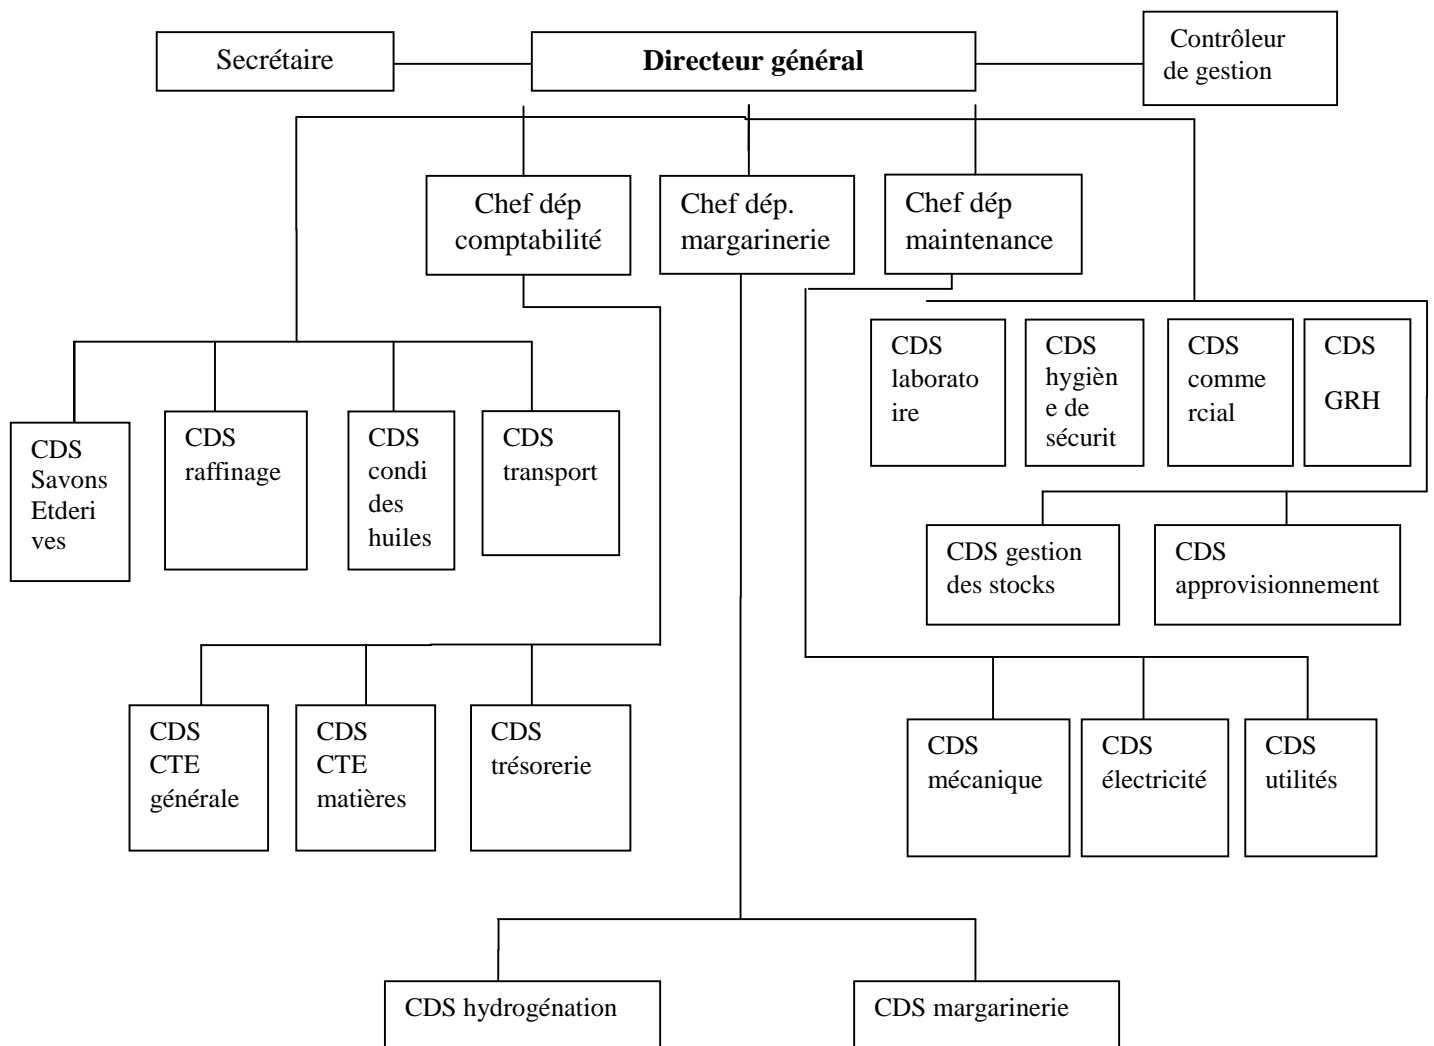 Secrétaire
Directeur général
Contrôleur
de gestion
Chef dép
comptabilité
Chef dép.
margarinerie
Chef dép
maintenance
CDS
laborato
ire
CDS
hygièn
e de
sécurit
CDS
comme
rcial
CDS
GRH
CDS
Savons
Etderi
ves
CDS
raffinage
CDS
condi
des
huiles
CDS
transport
CDS gestion
des stocks
CDS
approvisionnement
CDS
CTE
générale
CDS
CTE
matières
CDS
trésorerie
CDS
mécanique
CDS
électricité
CDS
utilités
CDS hydrogénation
CDS margarinerie